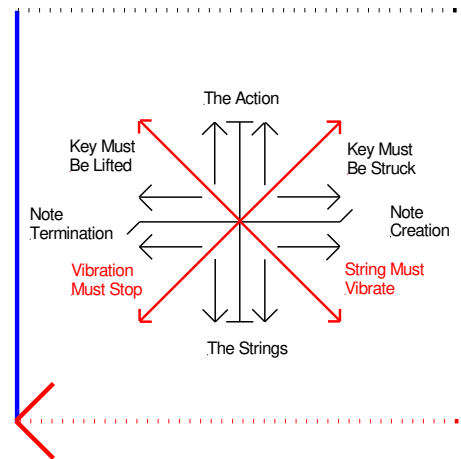 The Action
Key Must
Be Lifted
Key Must
Be Struck
Note
Termination
Note
Creation
Vibration
Must Stop
String Must
Vibrate
The Strings